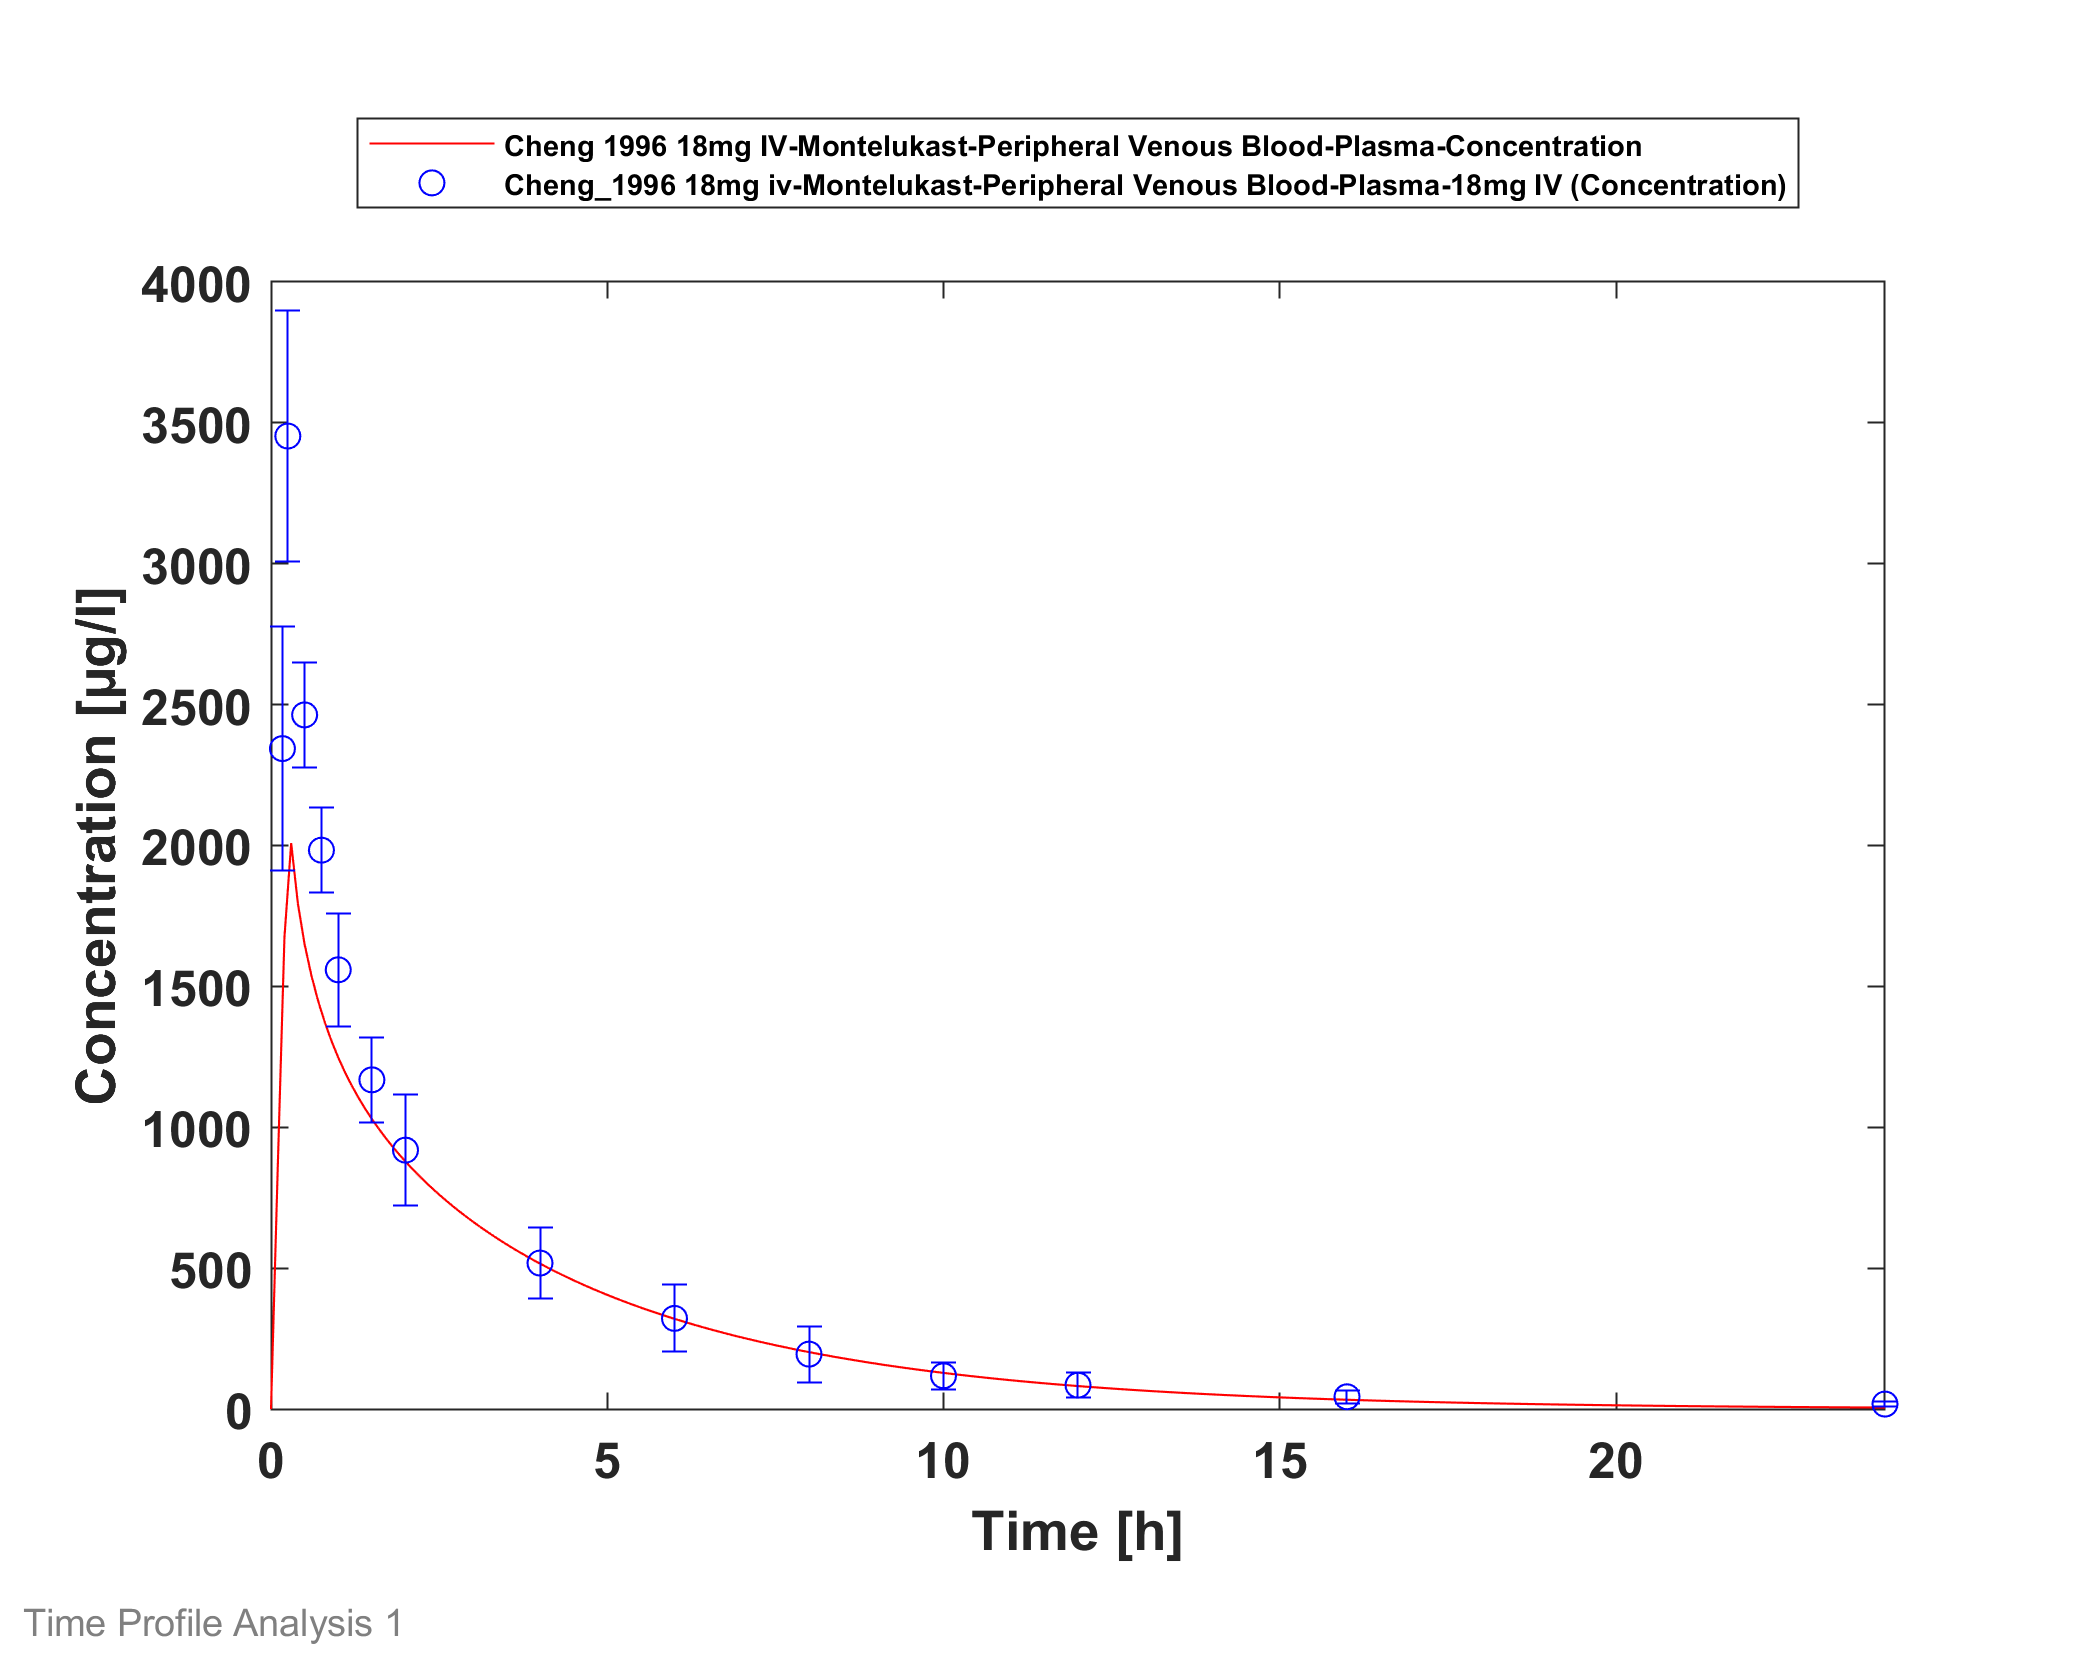 Cheng 1996 18mg IV-Montelukast-Peripheral Venous Blood-Plasma-Concentration
Cheng_1996 18mg iv-Montelukast-Peripheral Venous Blood-Plasma-18mg IV (Concentration)
4000
3500
3000
2500
2000
1500
1000
500
0
Concentration [µg/l]
0 5 10 15 20
Time [h]
Time Profile Analysis 1